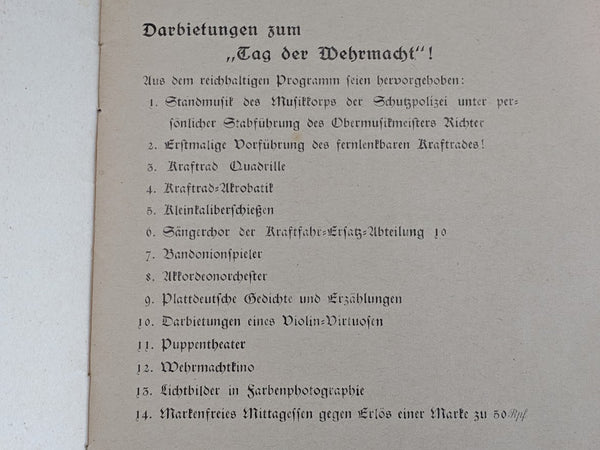 Darbietungen zum
„Tag der Wehrmacht“!
Aus dem reichhaltigen Programm seien hervorgehoben:
1. Standmusik des Musikkorps der Schutzpolizei unter per-
sönlicher Stabführung des Obermusikmeisters Richter
2. Erstmalige Vorführung des fernlenkbaren Kraftrades!
3. Kraftrad Quadrille
4. Kraftrad-Akrobatik
5. Kleinkaliberschießen
6. Sängerchor der Kraftfahr-Ersatz-Abteilung 10
7. Bandonionspieler
8. Akkordeonorchester
9. Plattdeutsche Gedichte und Erzählungen
10. Darbietungen eines Violin-Virtuosen
11. Puppentheater
12. Wehrmachtkino
13. Lichtbilder in Farbenphotographie
14. Markenfreies Mittagessen gegen Erlös einer Marke zu 50 Rpf.